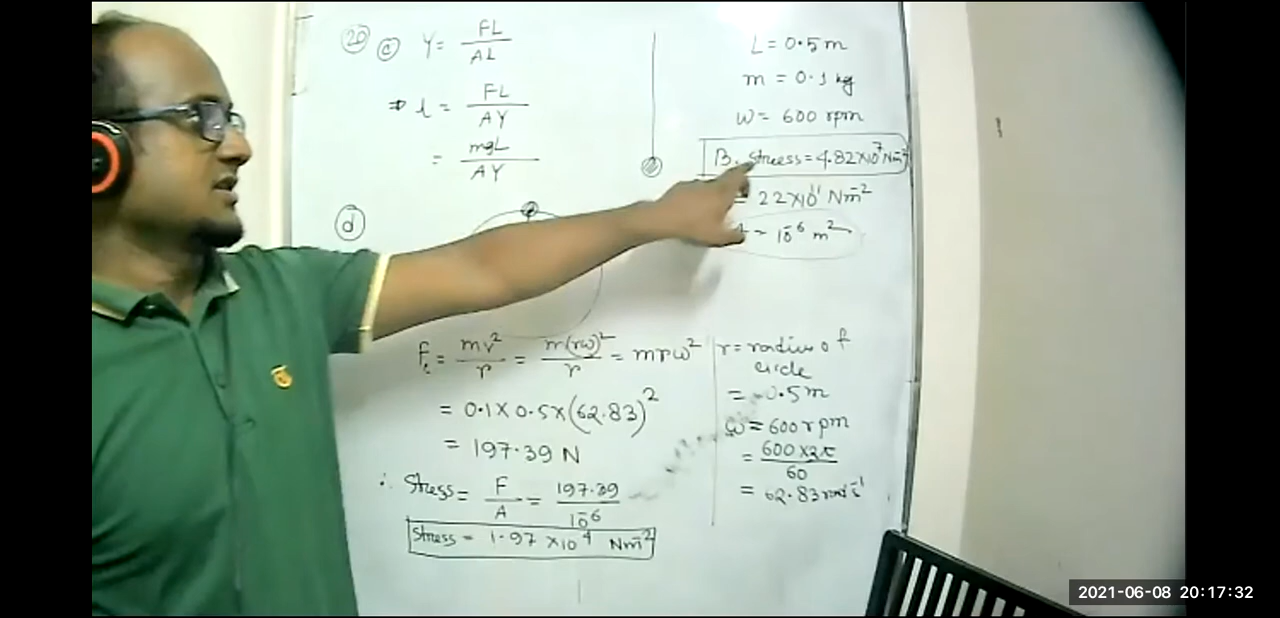 20 c Y = FL / AL
⇒ l = FL / AY
= mgL / AY
L = 0.5 m
m = 0.1 kg
ω = 600 rpm
B. Stress = 4.82×10⁷ Nm⁻²
= 22×10¹¹ Nm⁻²
= 10⁻⁶ m²
d
F_c = mv² / r = m(rω)² / r = mrω²
= 0.1 × 0.5 × (62.83)²
= 197.39 N
∴ Stress = F / A = 197.39 / 10⁻⁶
Stress = 1.97 × 10⁴ Nm⁻²
r = radius of
circle
= 0.5 m
ω = 600 rpm
= 600 × 2π / 60
= 62.83 rad s⁻¹
2021-06-08 20:17:32